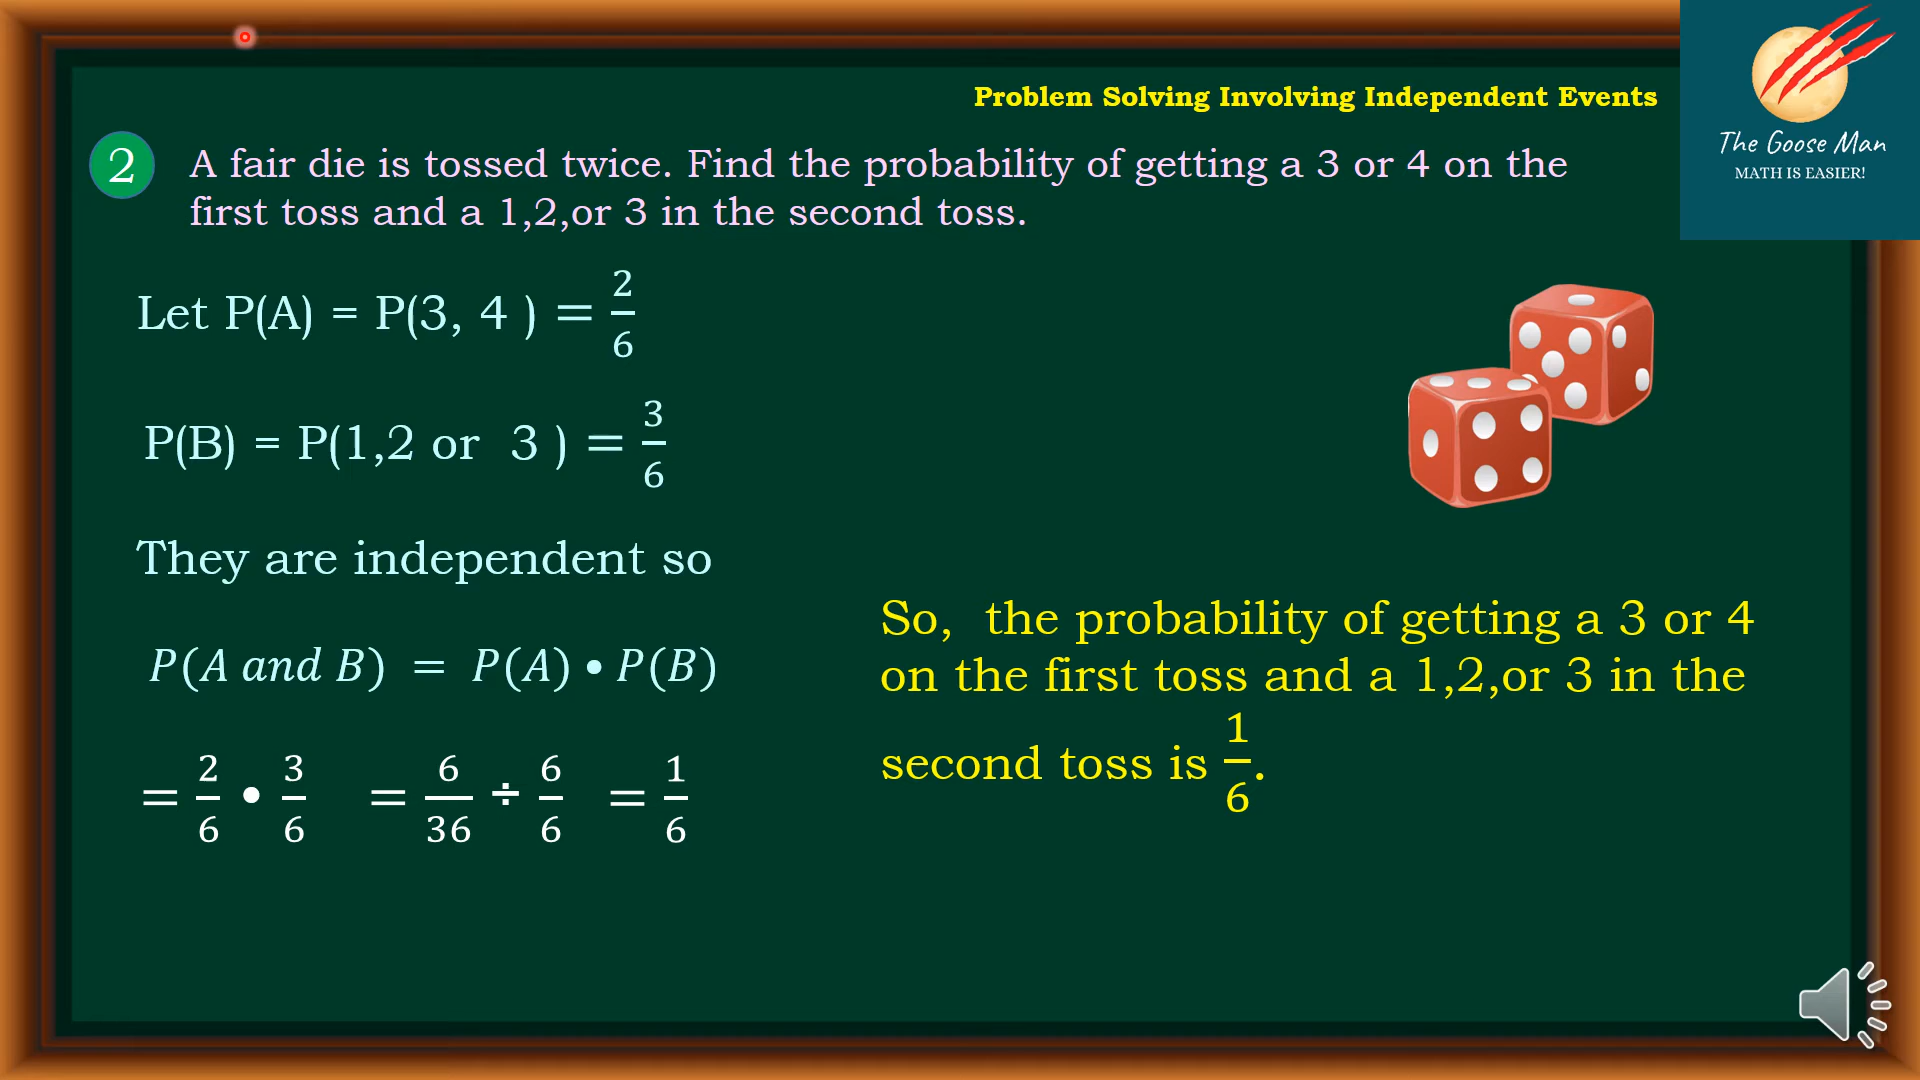 Problem Solving Involving Independent Events
The Goose Man
MATH IS EASIER!
2
A fair die is tossed twice. Find the probability of getting a 3 or 4 on the
first toss and a 1,2,or 3 in the second toss.
Let P(A) = P(3, 4 ) = 2/6
P(B) = P(1,2 or 3 ) = 3/6
They are independent so
P(A and B) = P(A) • P(B)
= 2/6 • 3/6 = 6/36 ÷ 6/6 = 1/6
So, the probability of getting a 3 or 4
on the first toss and a 1,2,or 3 in the
second toss is 1/6.